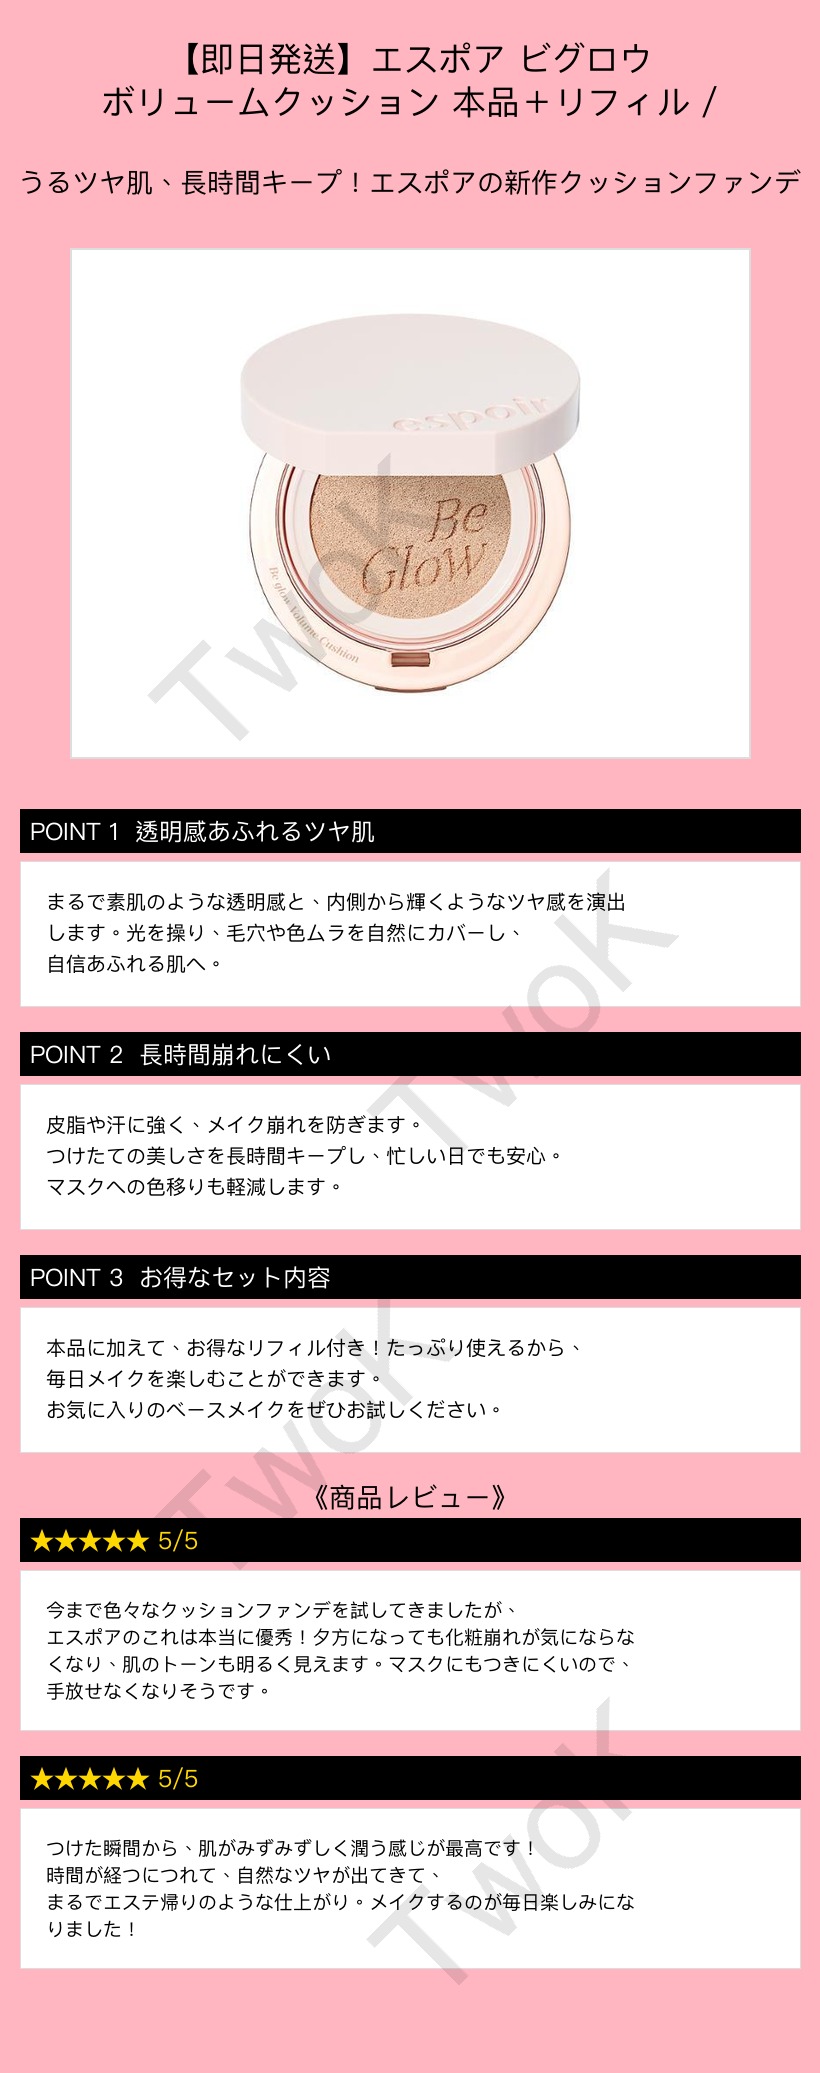 【即日発送】エスポア ビグロウ
ボリュームクッション 本品＋リフィル /
うるツヤ肌、長時間キープ！エスポアの新作クッションファンデ
espoir
Be
Glow
Be glow Volume Cushion
TwoK
POINT 1 透明感あふれるツヤ肌
まるで素肌のような透明感と、内側から輝くようなツヤ感を演出
します。光を操り、毛穴や色ムラを自然にカバーし、
自信あふれる肌へ。
TwoK
POINT 2 長時間崩れにくい
皮脂や汗に強く、メイク崩れを防ぎます。
つけたての美しさを長時間キープし、忙しい日でも安心。
マスクへの色移りも軽減します。
POINT 3 お得なセット内容
本品に加えて、お得なリフィル付き！たっぷり使えるから、
毎日メイクを楽しむことができます。
お気に入りのベースメイクをぜひお試しください。
TwoK
《商品レビュー》
★★★★★ 5/5
今まで色々なクッションファンデを試してきましたが、
エスポアのこれは本当に優秀！夕方になっても化粧崩れが気にならな
くなり、肌のトーンも明るく見えます。マスクにもつきにくいので、
手放せなくなりそうです。
★★★★★ 5/5
つけた瞬間から、肌がみずみずしく潤う感じが最高です！
時間が経つにつれて、自然なツヤが出てきて、
まるでエステ帰りのような仕上がり。メイクするのが毎日楽しみにな
りました！
TwoK